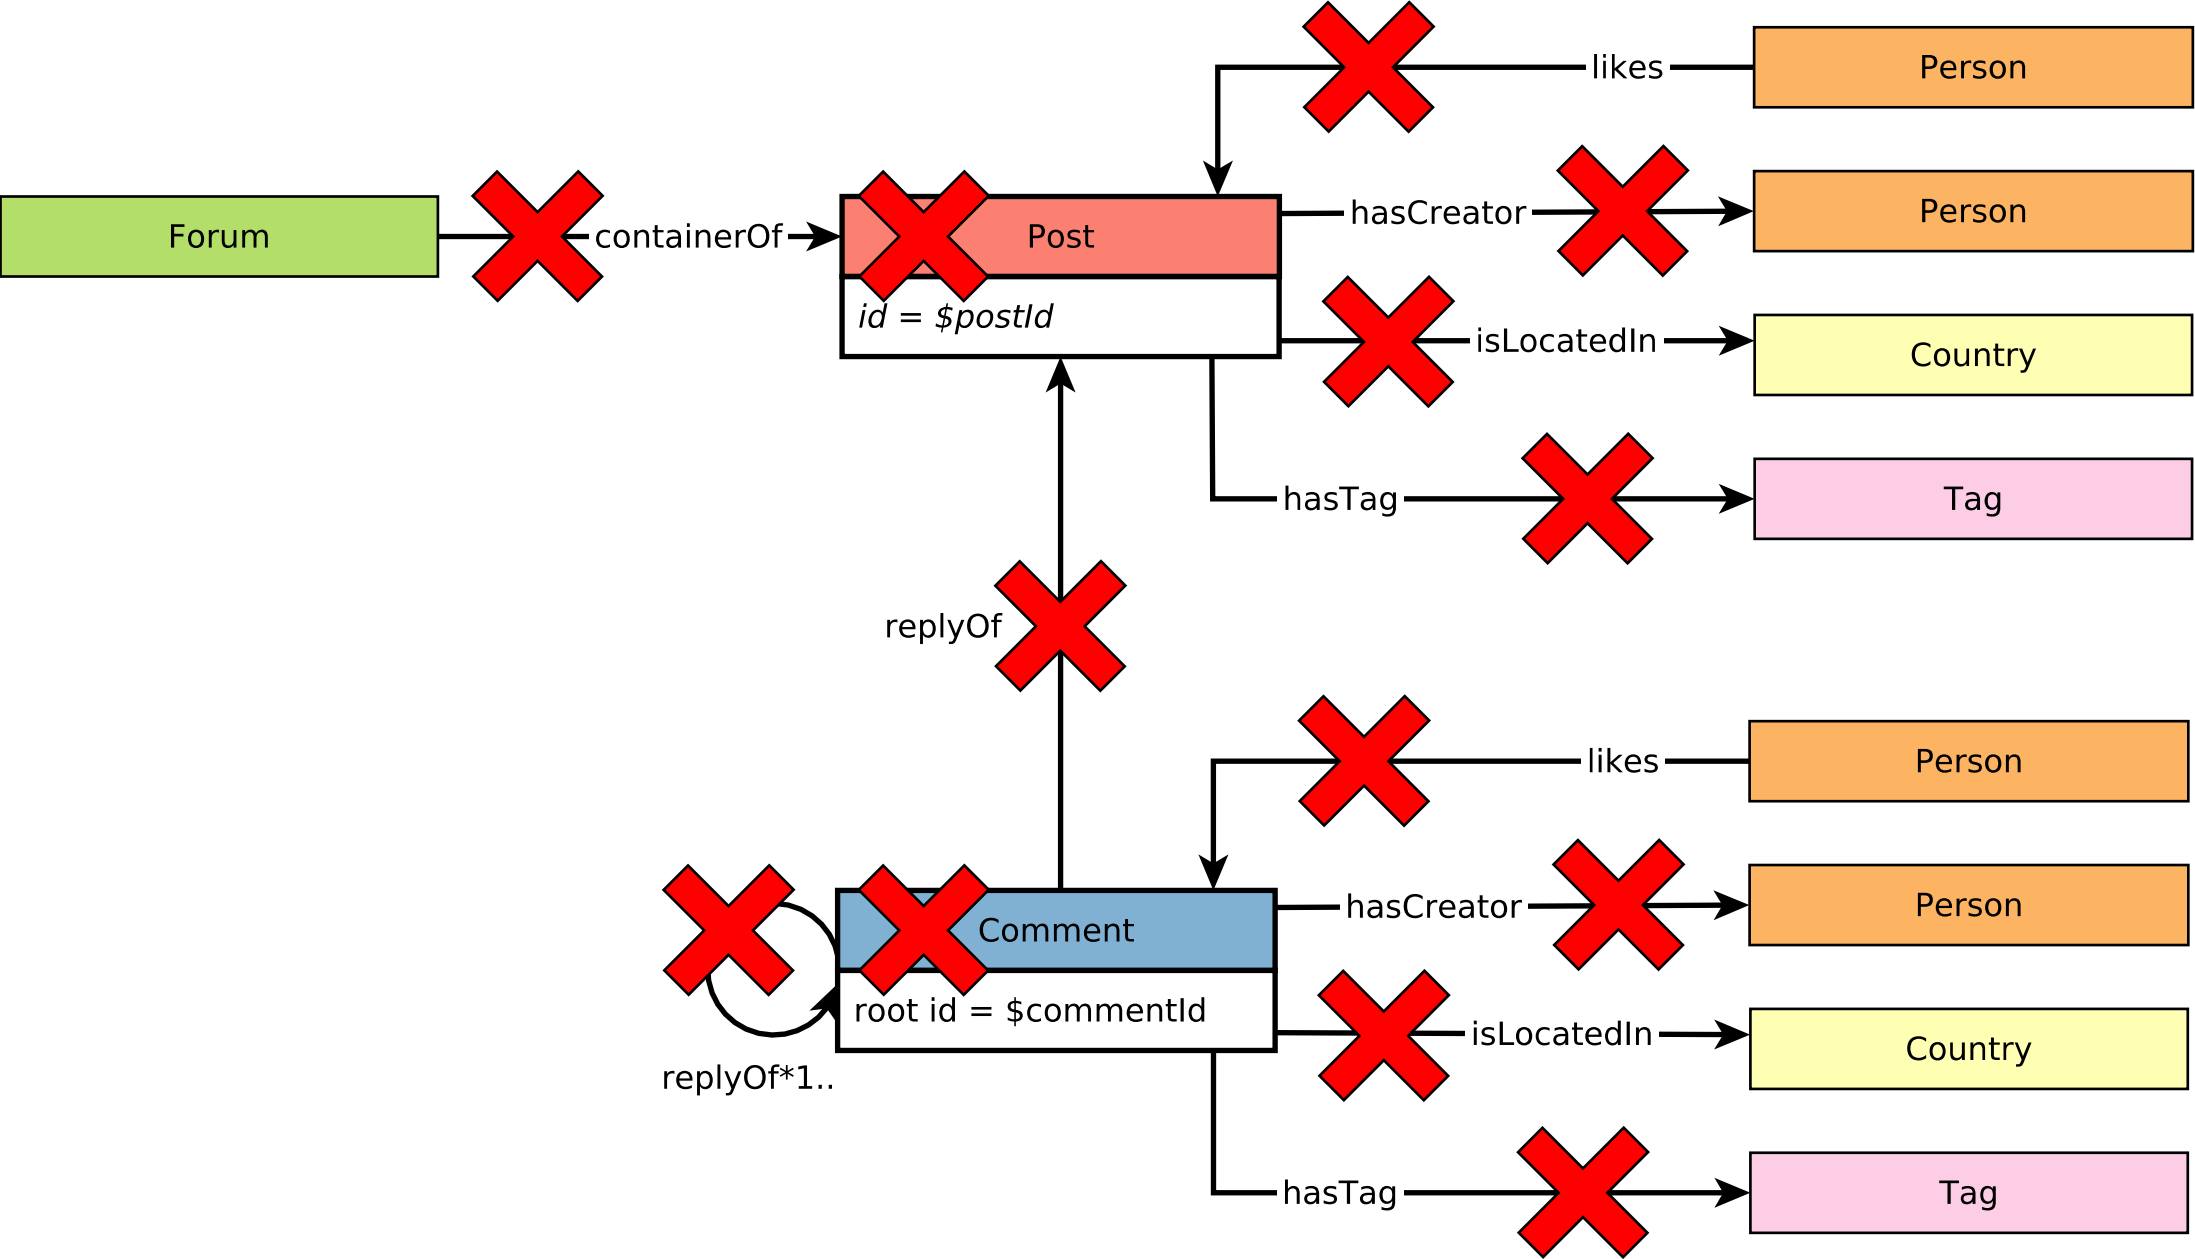 likes
Person
hasCreator
Person
Forum
containerOf
Post
id = $postId
isLocatedIn
Country
hasTag
Tag
replyOf
likes
Person
hasCreator
Person
Comment
root id = $commentId
isLocatedIn
Country
replyOf*1..
hasTag
Tag